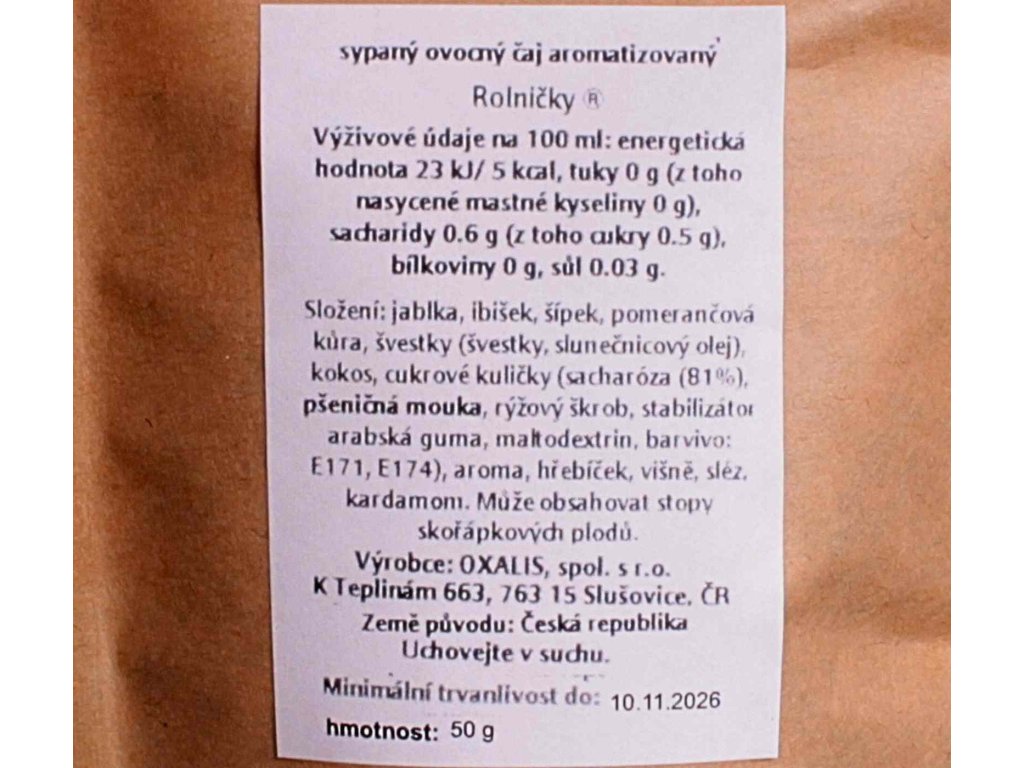 sypaný ovocný čaj aromatizovaný
Rolničky ®
Výživové údaje na 100 ml: energetická
hodnota 23 kJ/ 5 kcal, tuky 0 g (z toho
nasycené mastné kyseliny 0 g),
sacharidy 0.6 g (z toho cukry 0.5 g),
bílkoviny 0 g, sůl 0.03 g.
Složení: jablka, ibišek, šípek, pomerančová
kůra, švestky (švestky, slunečnicový olej),
kokos, cukrové kuličky (sacharóza (81%),
pšeničná mouka, rýžový škrob, stabilizátor
arabská guma, maltodextrin, barvivo:
E171, E174), aroma, hřebíček, višně, sléz,
kardamom. Může obsahovat stopy
skořápkových plodů.
Výrobce: OXALIS, spol. s r.o.
K Teplinám 663, 763 15 Slušovice, ČR
Země původu: Česká republika
Uchovejte v suchu.
Minimální trvanlivost do: 10.11.2026
hmotnost: 50 g